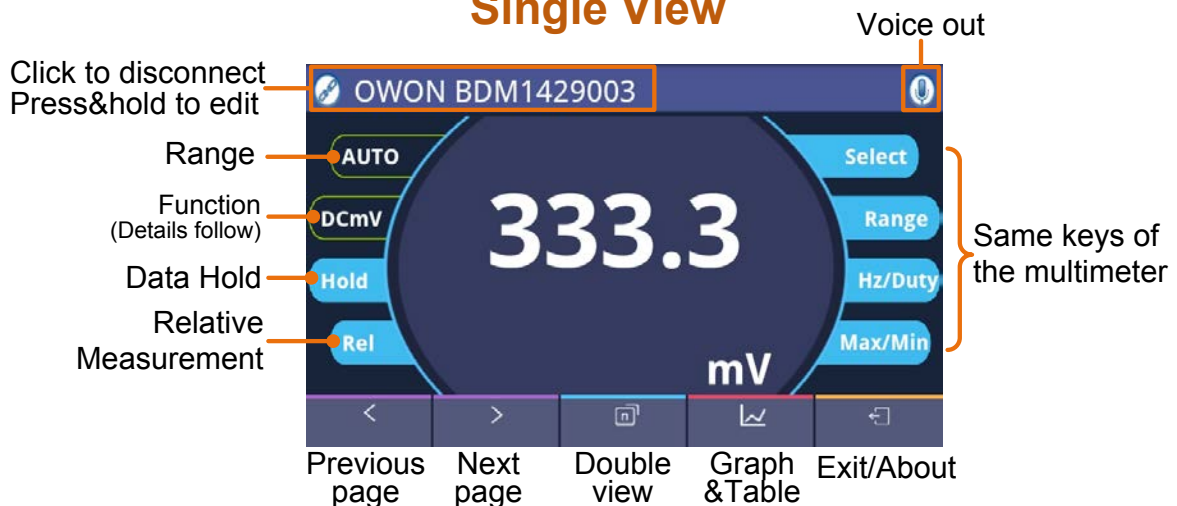 Single View
Voice out
Click to disconnect
Press&hold to edit
OWON BDM1429003
Range
AUTO
Select
Function
(Details follow)
DCmV
333.3
Range
Same keys of
the multimeter
Data Hold
Hold
Hz/Duty
Relative
Measurement
Rel
Max/Min
mV
< > n
Previous
page
Next
page
Double
view
Graph
&Table
Exit/About